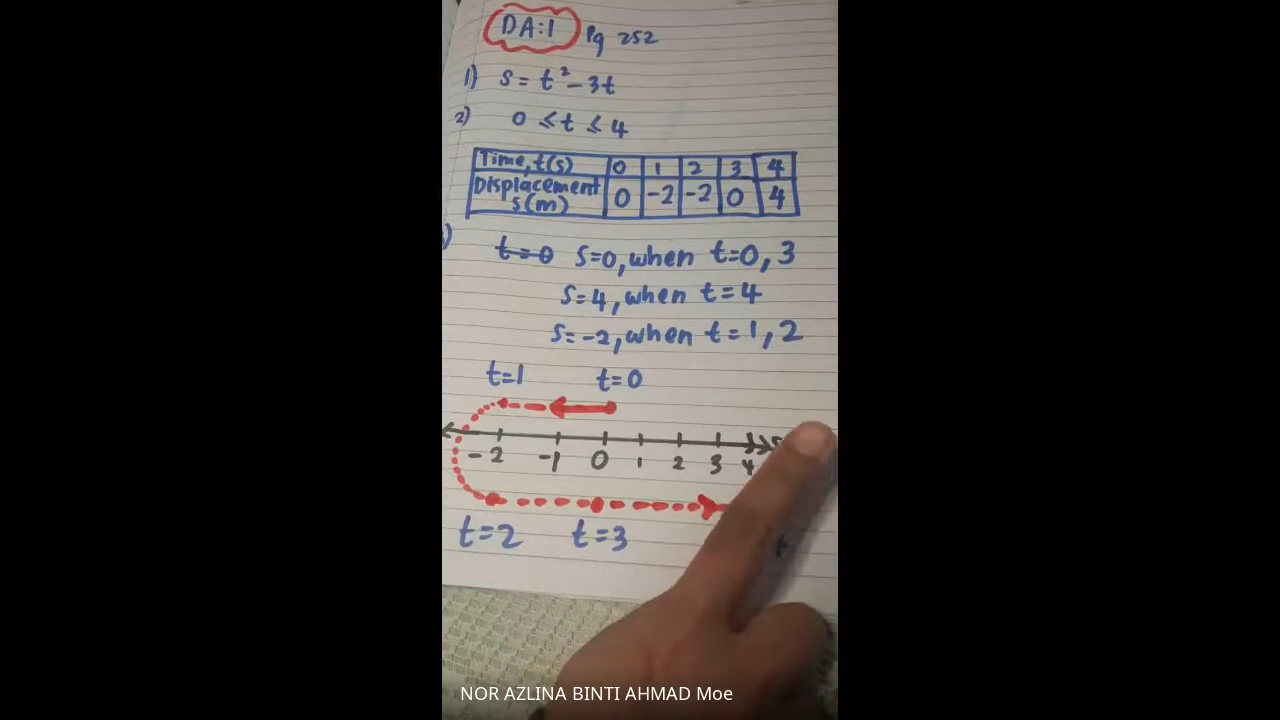 DA:1 Pg 252
1) s = t² - 3t
2) 0 ≤ t ≤ 4
Time, t(s) 0 1 2 3 4
Displacement s(m) 0 -2 -2 0 4
) t=0 s=0, when t=0, 3
s=4, when t=4
s=-2, when t=1, 2
t=1 t=0
-2 -1 0 1 2 3 4
t=2 t=3
NOR AZLINA BINTI AHMAD Moe